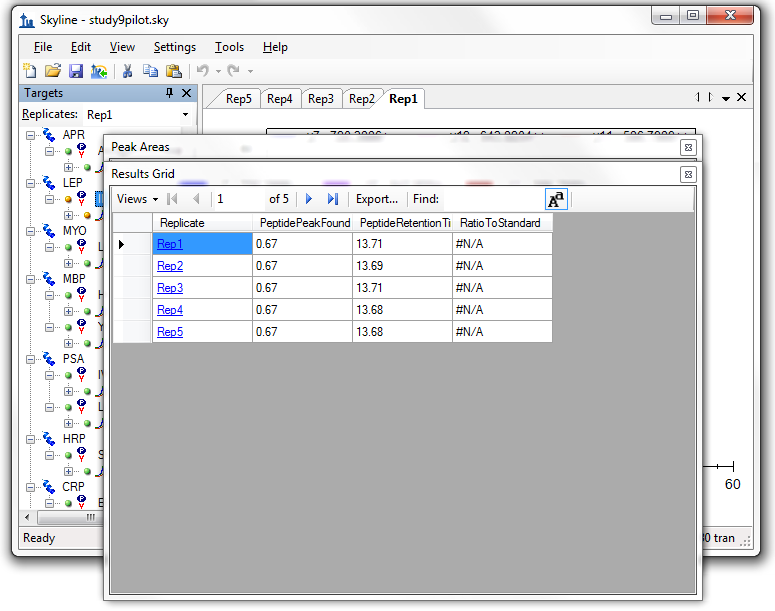 Skyline - study9pilot.sky
File Edit View Settings Tools Help
Targets
Replicates: Rep1
Rep5 Rep4 Rep3 Rep2 Rep1
APR
LEP
MYO
MBP
PSA
HRP
CRP
Peak Areas
Results Grid
Views 1 of 5 Export... Find: Aa
Replicate PeptidePeakFound PeptideRetentionTi RatioToStandard
Rep1 0.67 13.71 #N/A
Rep2 0.67 13.69 #N/A
Rep3 0.67 13.71 #N/A
Rep4 0.67 13.68 #N/A
Rep5 0.67 13.68 #N/A
60
Ready
tran